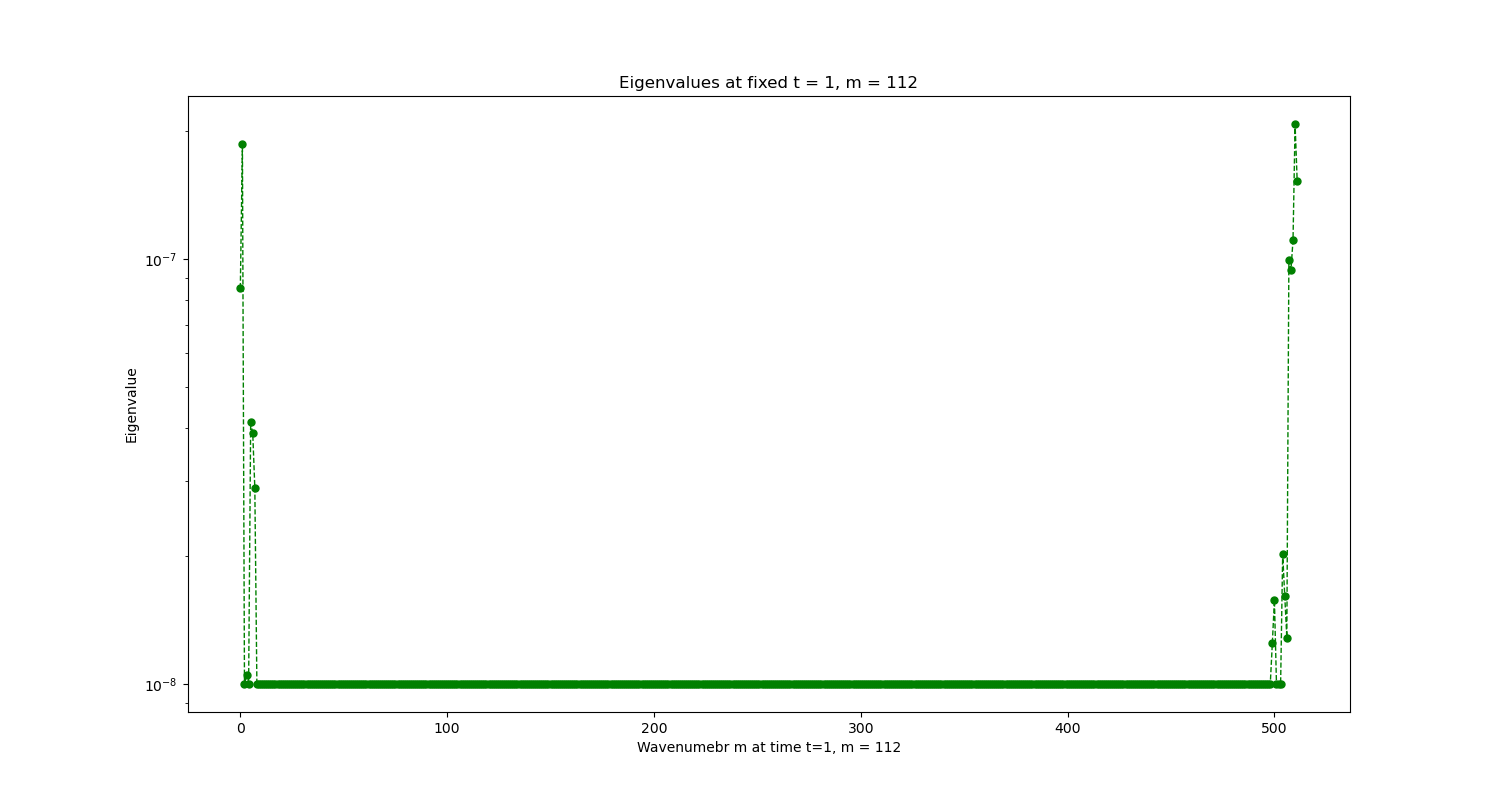 Eigenvalues at fixed t = 1, m = 112
10⁻⁷
10⁻⁸
Eigenvalue
0 100 200 300 400 500
Wavenumebr m at time t=1, m = 112